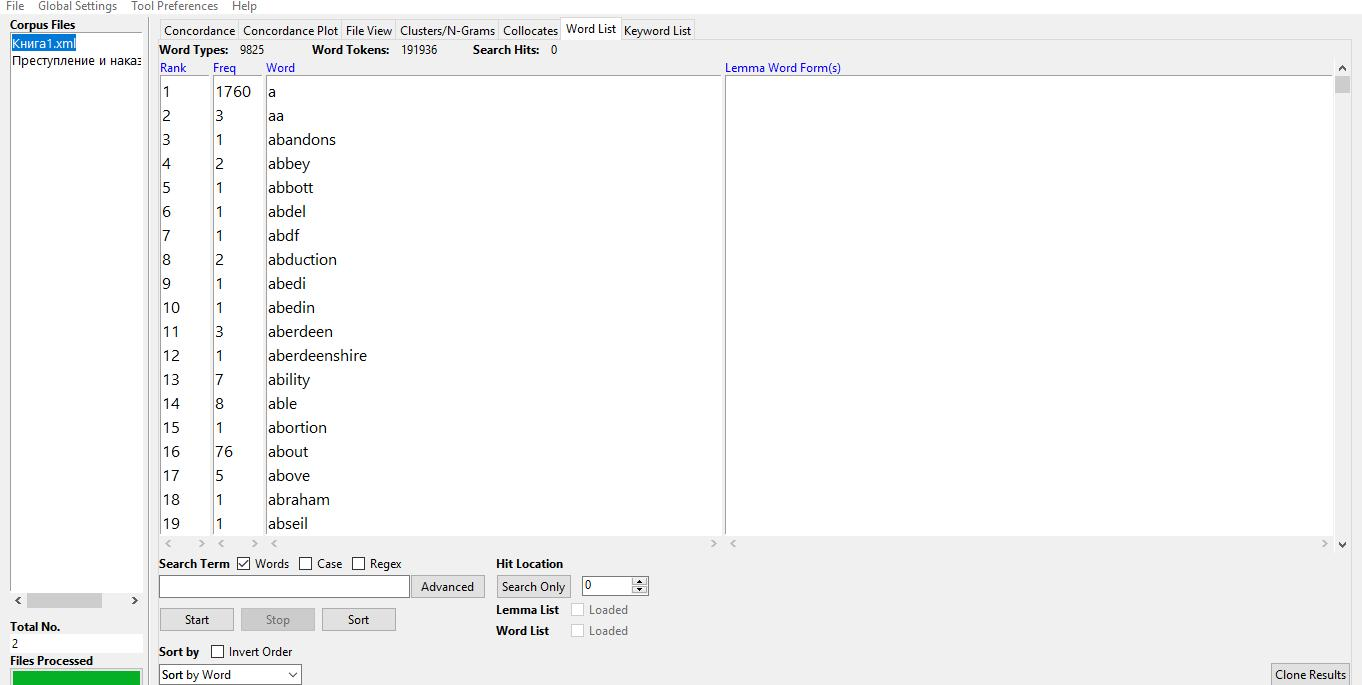 File Global Settings Tool Preferences Help
Corpus Files
Книга1.xml
Преступление и наказ
Total No.
2
Files Processed
Concordance Concordance Plot File View Clusters/N-Grams Collocates Word List Keyword List
Word Types: 9825 Word Tokens: 191936 Search Hits: 0
Rank Freq Word Lemma Word Form(s)
1 1760 a
2 3 aa
3 1 abandons
4 2 abbey
5 1 abbott
6 1 abdel
7 1 abdf
8 2 abduction
9 1 abedi
10 1 abedin
11 3 aberdeen
12 1 aberdeenshire
13 7 ability
14 8 able
15 1 abortion
16 76 about
17 5 above
18 1 abraham
19 1 abseil
Search Term Words Case Regex Hit Location
Advanced Search Only 0
Start Stop Sort Lemma List Loaded
Word List Loaded
Sort by Invert Order
Sort by Word Clone Results